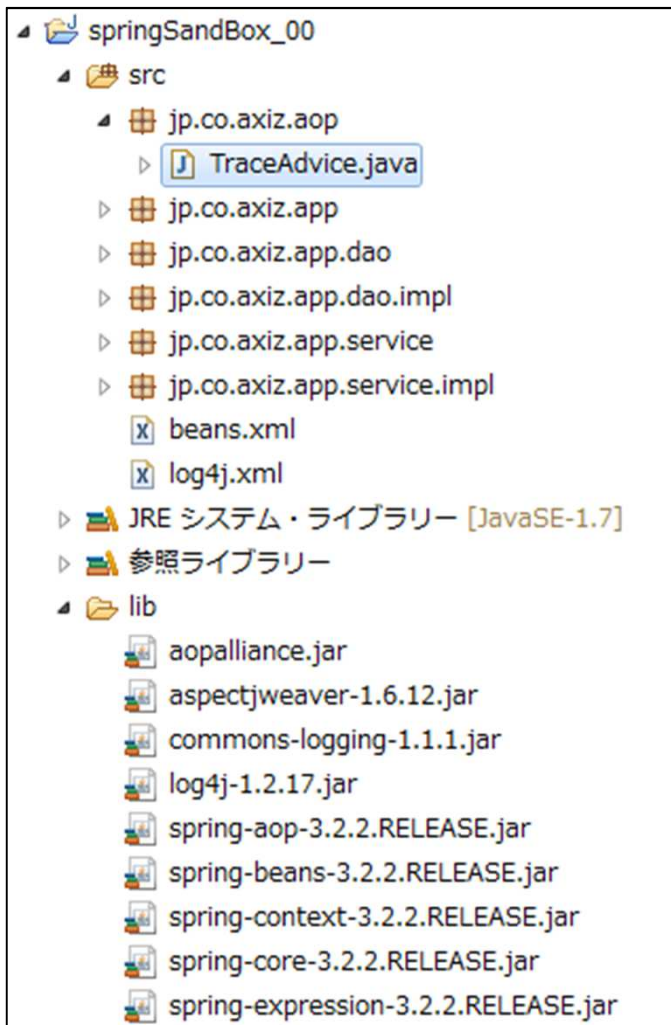 springSandBox_00
src
jp.co.axiz.aop
TraceAdvice.java
jp.co.axiz.app
jp.co.axiz.app.dao
jp.co.axiz.app.dao.impl
jp.co.axiz.app.service
jp.co.axiz.app.service.impl
beans.xml
log4j.xml
JRE システム・ライブラリー [JavaSE-1.7]
参照ライブラリー
lib
aopalliance.jar
aspectjweaver-1.6.12.jar
commons-logging-1.1.1.jar
log4j-1.2.17.jar
spring-aop-3.2.2.RELEASE.jar
spring-beans-3.2.2.RELEASE.jar
spring-context-3.2.2.RELEASE.jar
spring-core-3.2.2.RELEASE.jar
spring-expression-3.2.2.RELEASE.jar